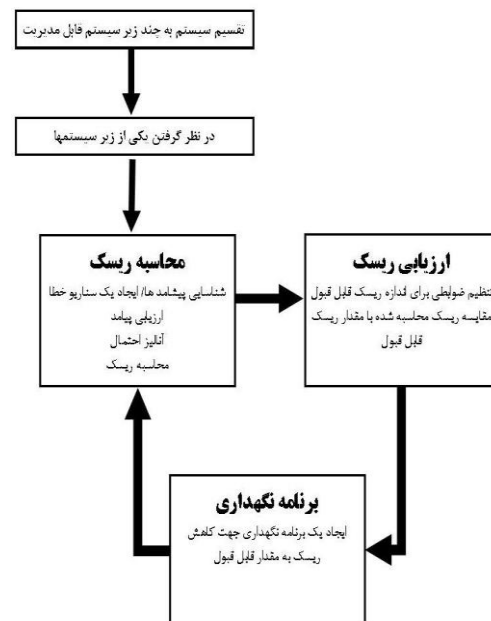 تقسیم سیستم به چند زیر سیستم قابل مدیریت
در نظر گرفتن یکی از زیر سیستمها
محاسبه ریسک
شناسایی پیشامد ها/ ایجاد یک سناریو خطا
ارزیابی پیامد
آنالیز احتمال
محاسبه ریسک
ارزیابی ریسک
تنظیم ضوابطی برای اندازه ریسک قابل قبول
مقایسه ریسک محاسبه شده با مقدار ریسک
قابل قبول
برنامه نگهداری
ایجاد یک برنامه نگهداری جهت کاهش
ریسک به مقدار قابل قبول